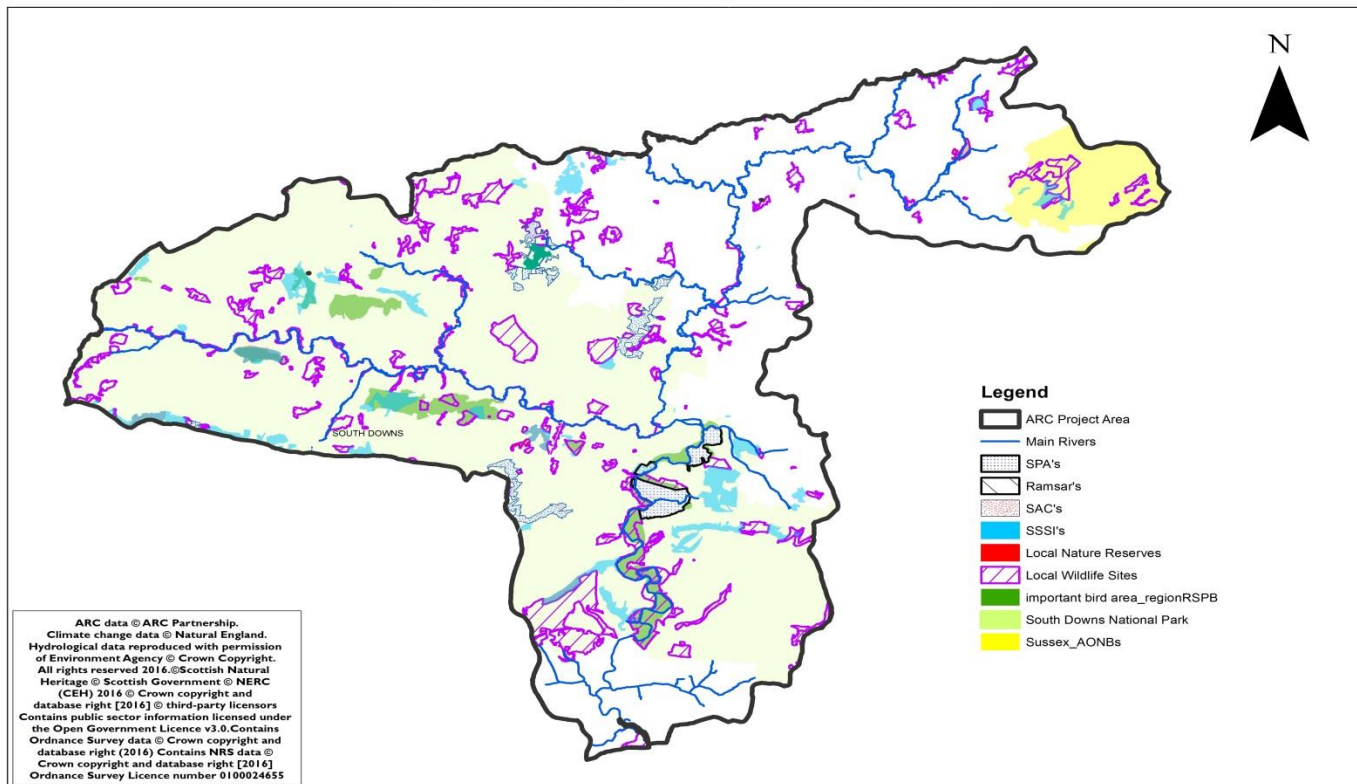 N
SOUTH DOWNS
Legend
ARC Project Area
Main Rivers
SPA's
Ramsar's
SAC's
SSSI's
Local Nature Reserves
Local Wildlife Sites
important bird area_regionRSPB
South Downs National Park
Sussex_AONBs
ARC data © ARC Partnership.
Climate change data © Natural England.
Hydrological data reproduced with permission
of Environment Agency © Crown Copyright.
All rights reserved 2016.©Scottish Natural
Heritage © Scottish Government © NERC
(CEH) 2016 © Crown copyright and
database right [2016] © third-party licensors
Contains public sector information licensed under
the Open Government Licence v3.0.Contains
Ordnance Survey data © Crown copyright and
database right (2016) Contains NRS data ©
Crown copyright and database right [2016]
Ordnance Survey Licence number 0100024655